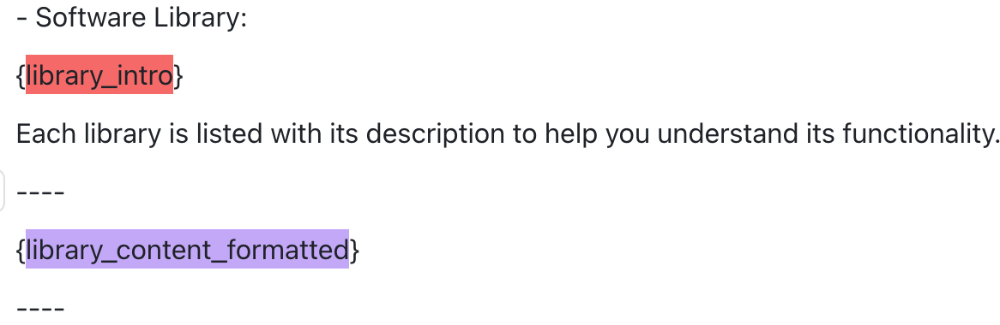 - Software Library:
{library_intro}
Each library is listed with its description to help you understand its functionality.
----
{library_content_formatted}
----